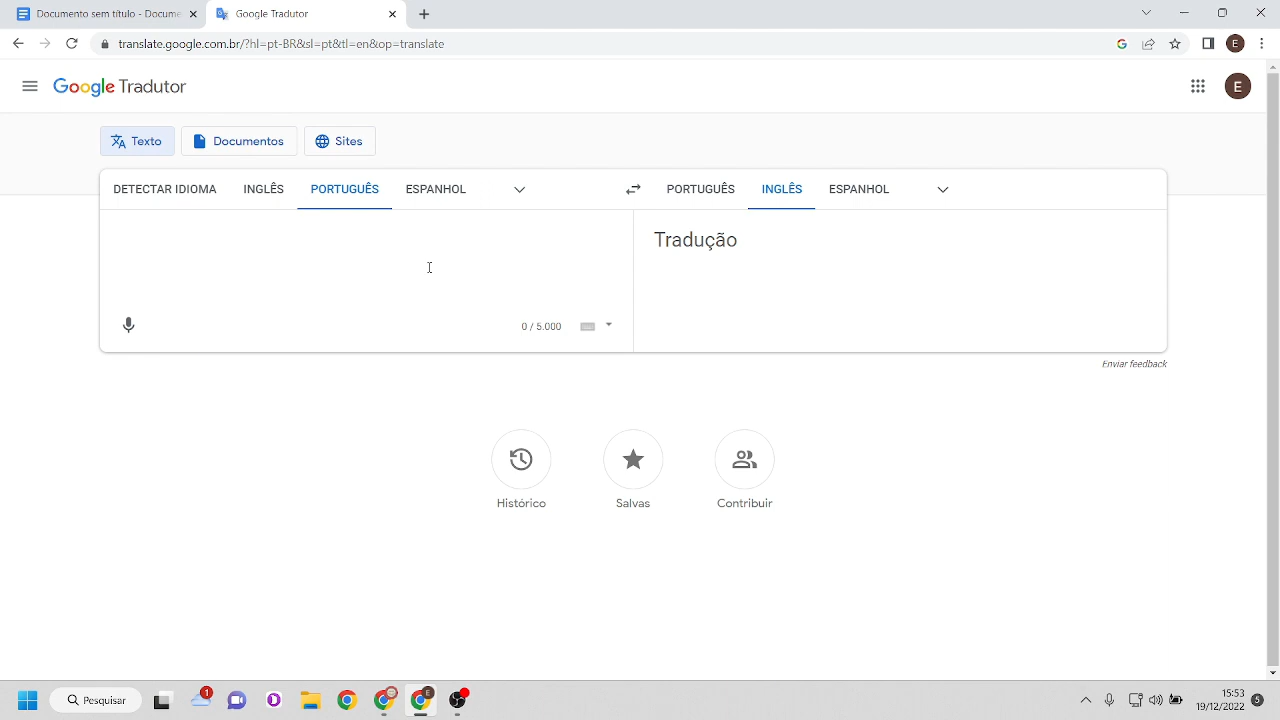 Documento sem título - Docume
Google Tradutor
translate.google.com.br/?hl=pt-BR&sl=pt&tl=en&op=translate
E
Google Tradutor
E
Texto
Documentos
Sites
DETECTAR IDIOMA INGLÊS PORTUGUÊS ESPANHOL
PORTUGUÊS INGLÊS ESPANHOL
Tradução
0 / 5.000
Enviar feedback
Histórico
Salvas
Contribuir
Pesquisar
1
E
15:53
19/12/2022
5